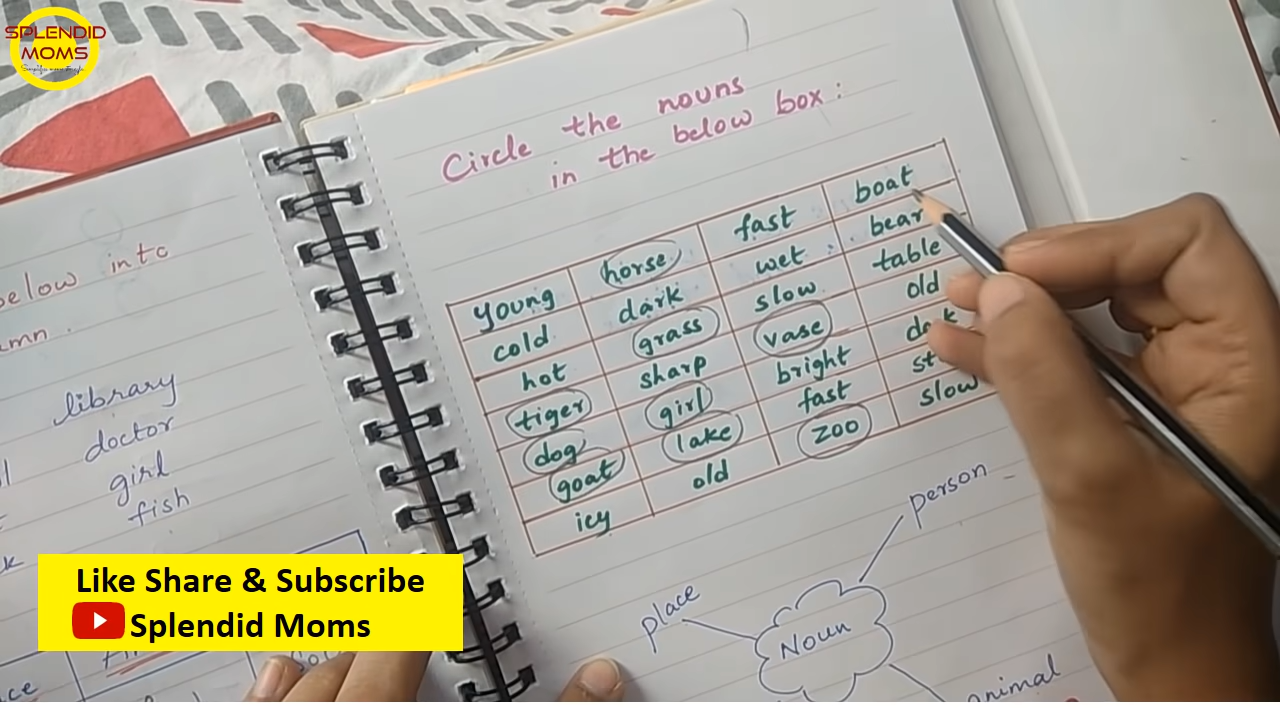 SPLENDID
MOMS
Circle the nouns
in the below box:
young horse fast boat
cold dark wet bear
hot grass slow table
tiger sharp vase old
dog girl bright
goat lake fast slow
icy old zoo
below into
library
doctor
girl
fish
person
place
Noun
animal
Like Share & Subscribe
Splendid Moms